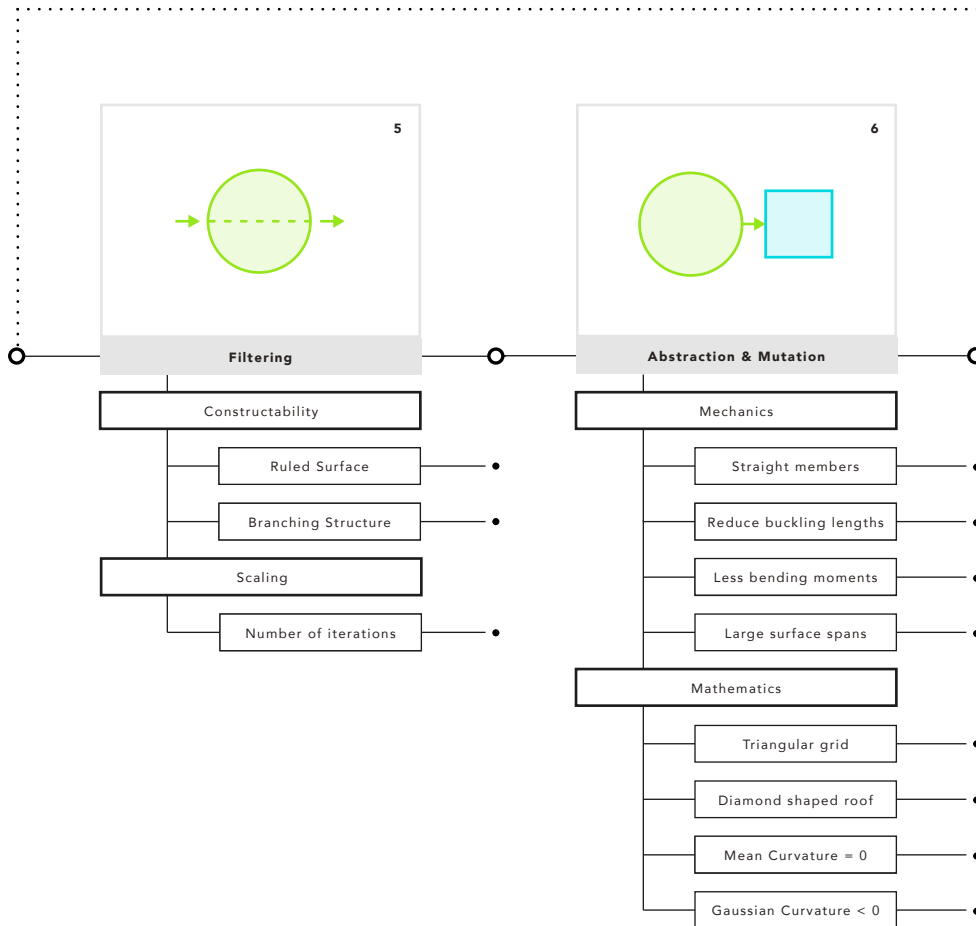 5
Filtering
Constructability
Ruled Surface
Branching Structure
Scaling
Number of iterations
6
Abstraction & Mutation
Mechanics
Straight members
Reduce buckling lengths
Less bending moments
Large surface spans
Mathematics
Triangular grid
Diamond shaped roof
Mean Curvature = 0
Gaussian Curvature < 0